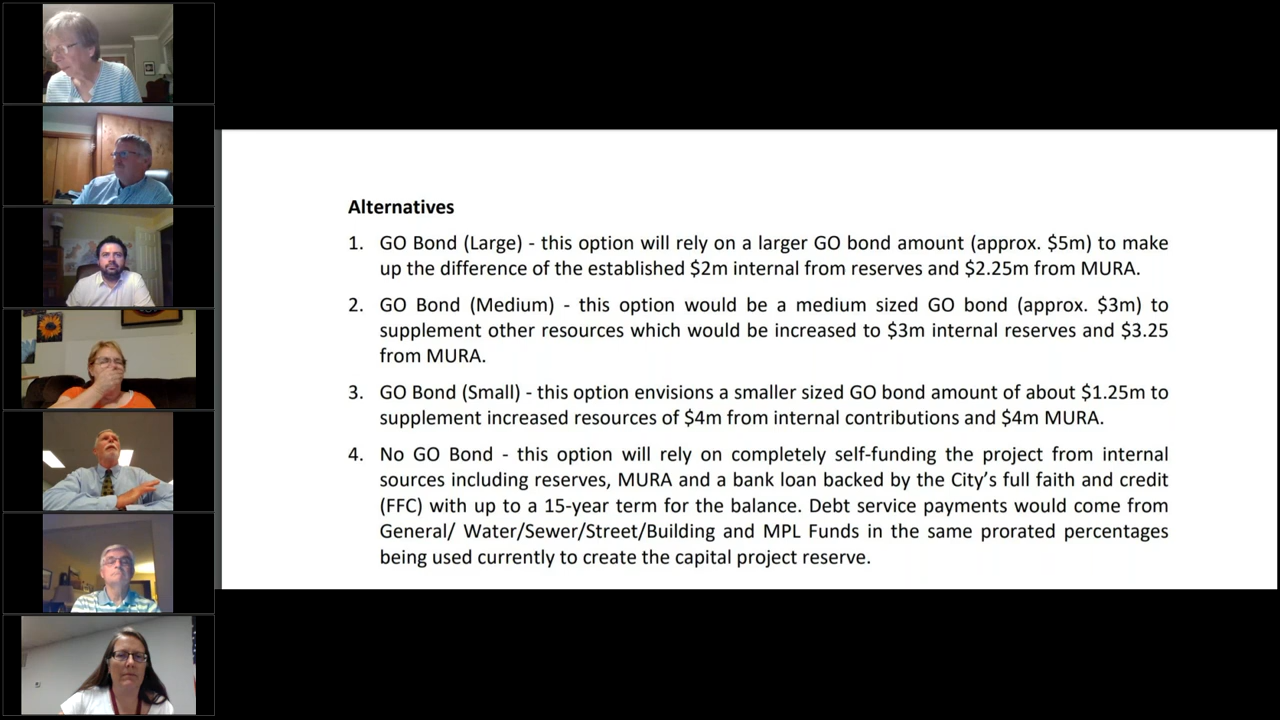 Alternatives
1. GO Bond (Large) - this option will rely on a larger GO bond amount (approx. $5m) to make
up the difference of the established $2m internal from reserves and $2.25m from MURA.
2. GO Bond (Medium) - this option would be a medium sized GO bond (approx. $3m) to
supplement other resources which would be increased to $3m internal reserves and $3.25
from MURA.
3. GO Bond (Small) - this option envisions a smaller sized GO bond amount of about $1.25m to
supplement increased resources of $4m from internal contributions and $4m MURA.
4. No GO Bond - this option will rely on completely self-funding the project from internal
sources including reserves, MURA and a bank loan backed by the City's full faith and credit
(FFC) with up to a 15-year term for the balance. Debt service payments would come from
General/ Water/Sewer/Street/Building and MPL Funds in the same prorated percentages
being used currently to create the capital project reserve.